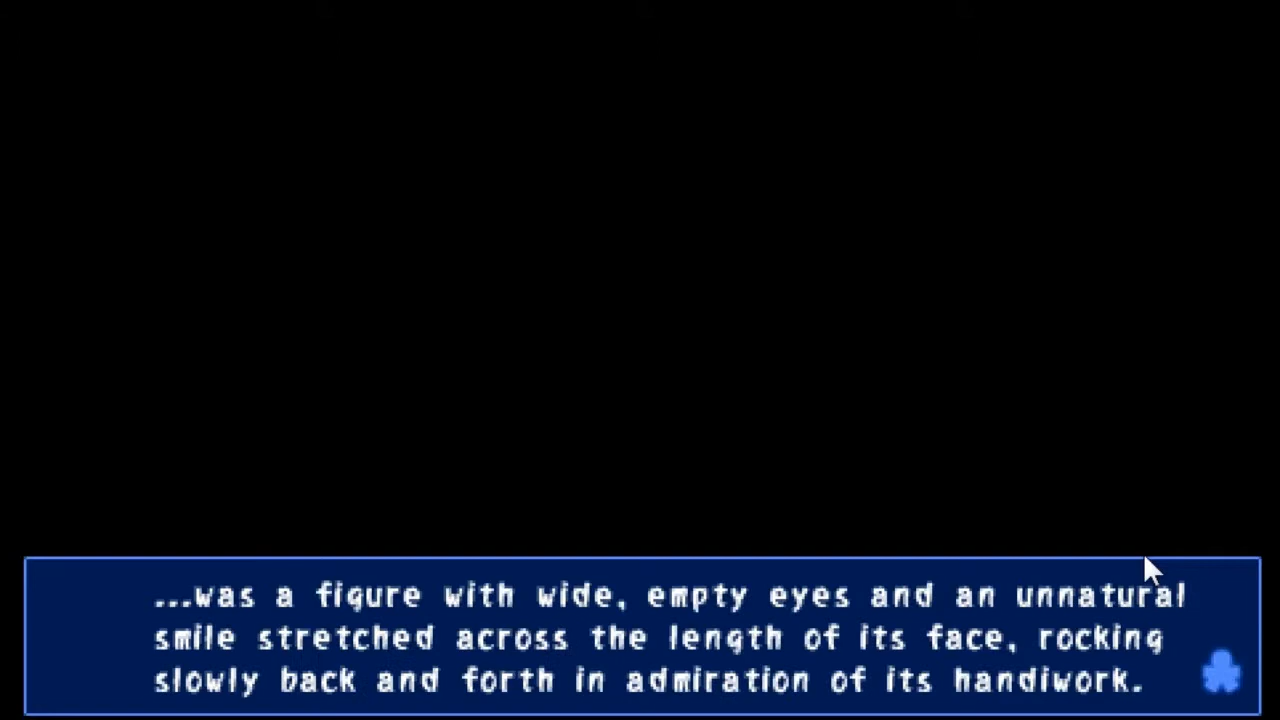 ...was a figure with wide, empty eyes and an unnatural
smile stretched across the length of its face, rocking
slowly back and forth in admiration of its handiwork.